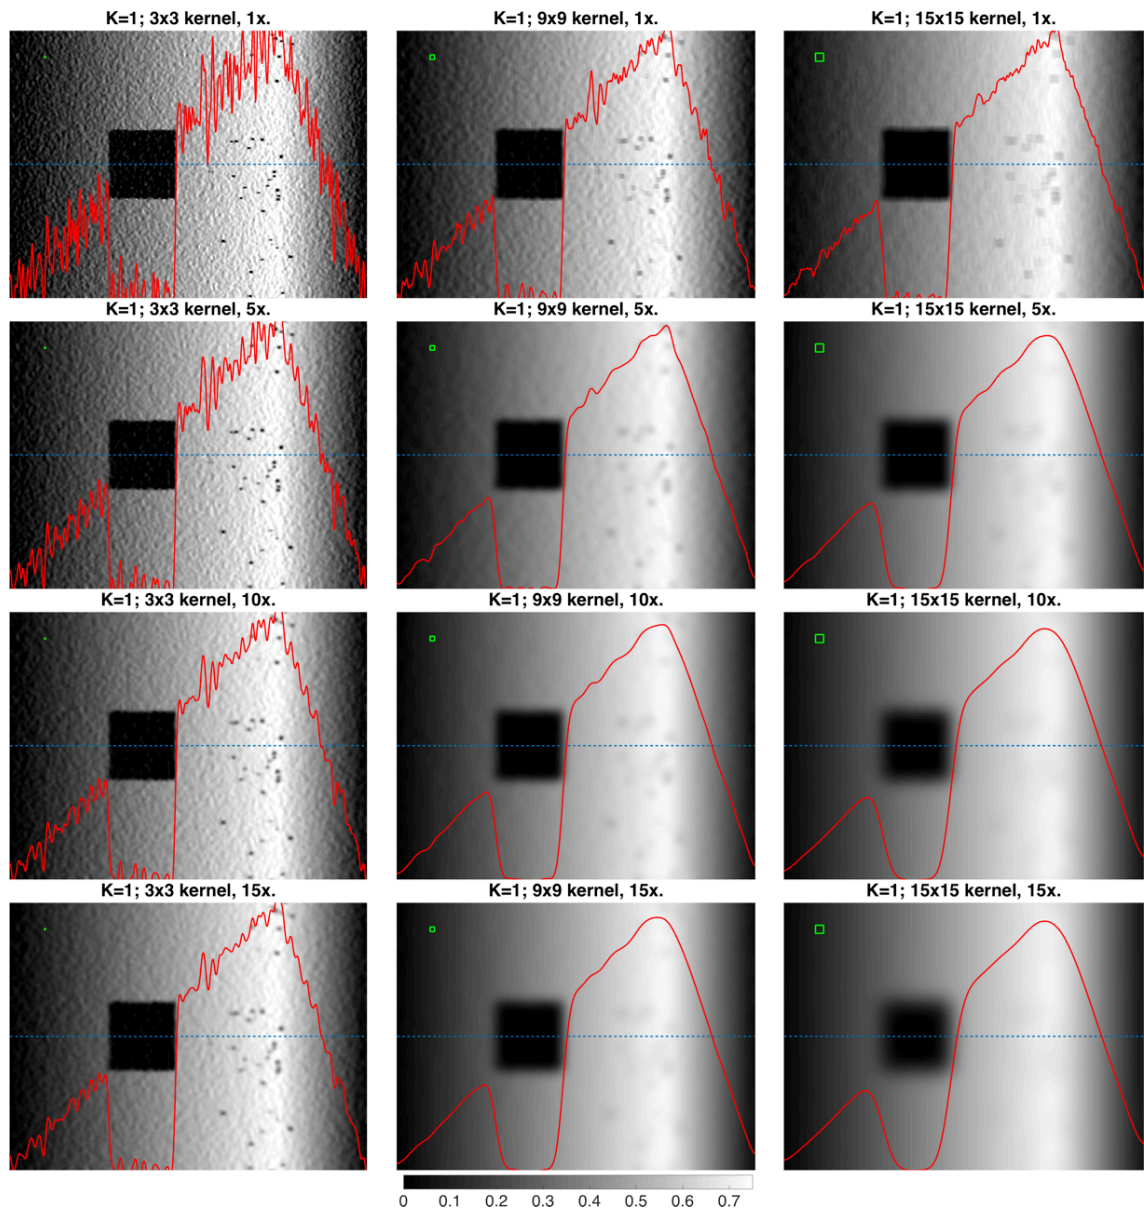 K=1; 3x3 kernel, 1x.
K=1; 9x9 kernel, 1x.
K=1; 15x15 kernel, 1x.
K=1; 3x3 kernel, 5x.
K=1; 9x9 kernel, 5x.
K=1; 15x15 kernel, 5x.
K=1; 3x3 kernel, 10x.
K=1; 9x9 kernel, 10x.
K=1; 15x15 kernel, 10x.
K=1; 3x3 kernel, 15x.
K=1; 9x9 kernel, 15x.
K=1; 15x15 kernel, 15x.
0 0.1 0.2 0.3 0.4 0.5 0.6 0.7